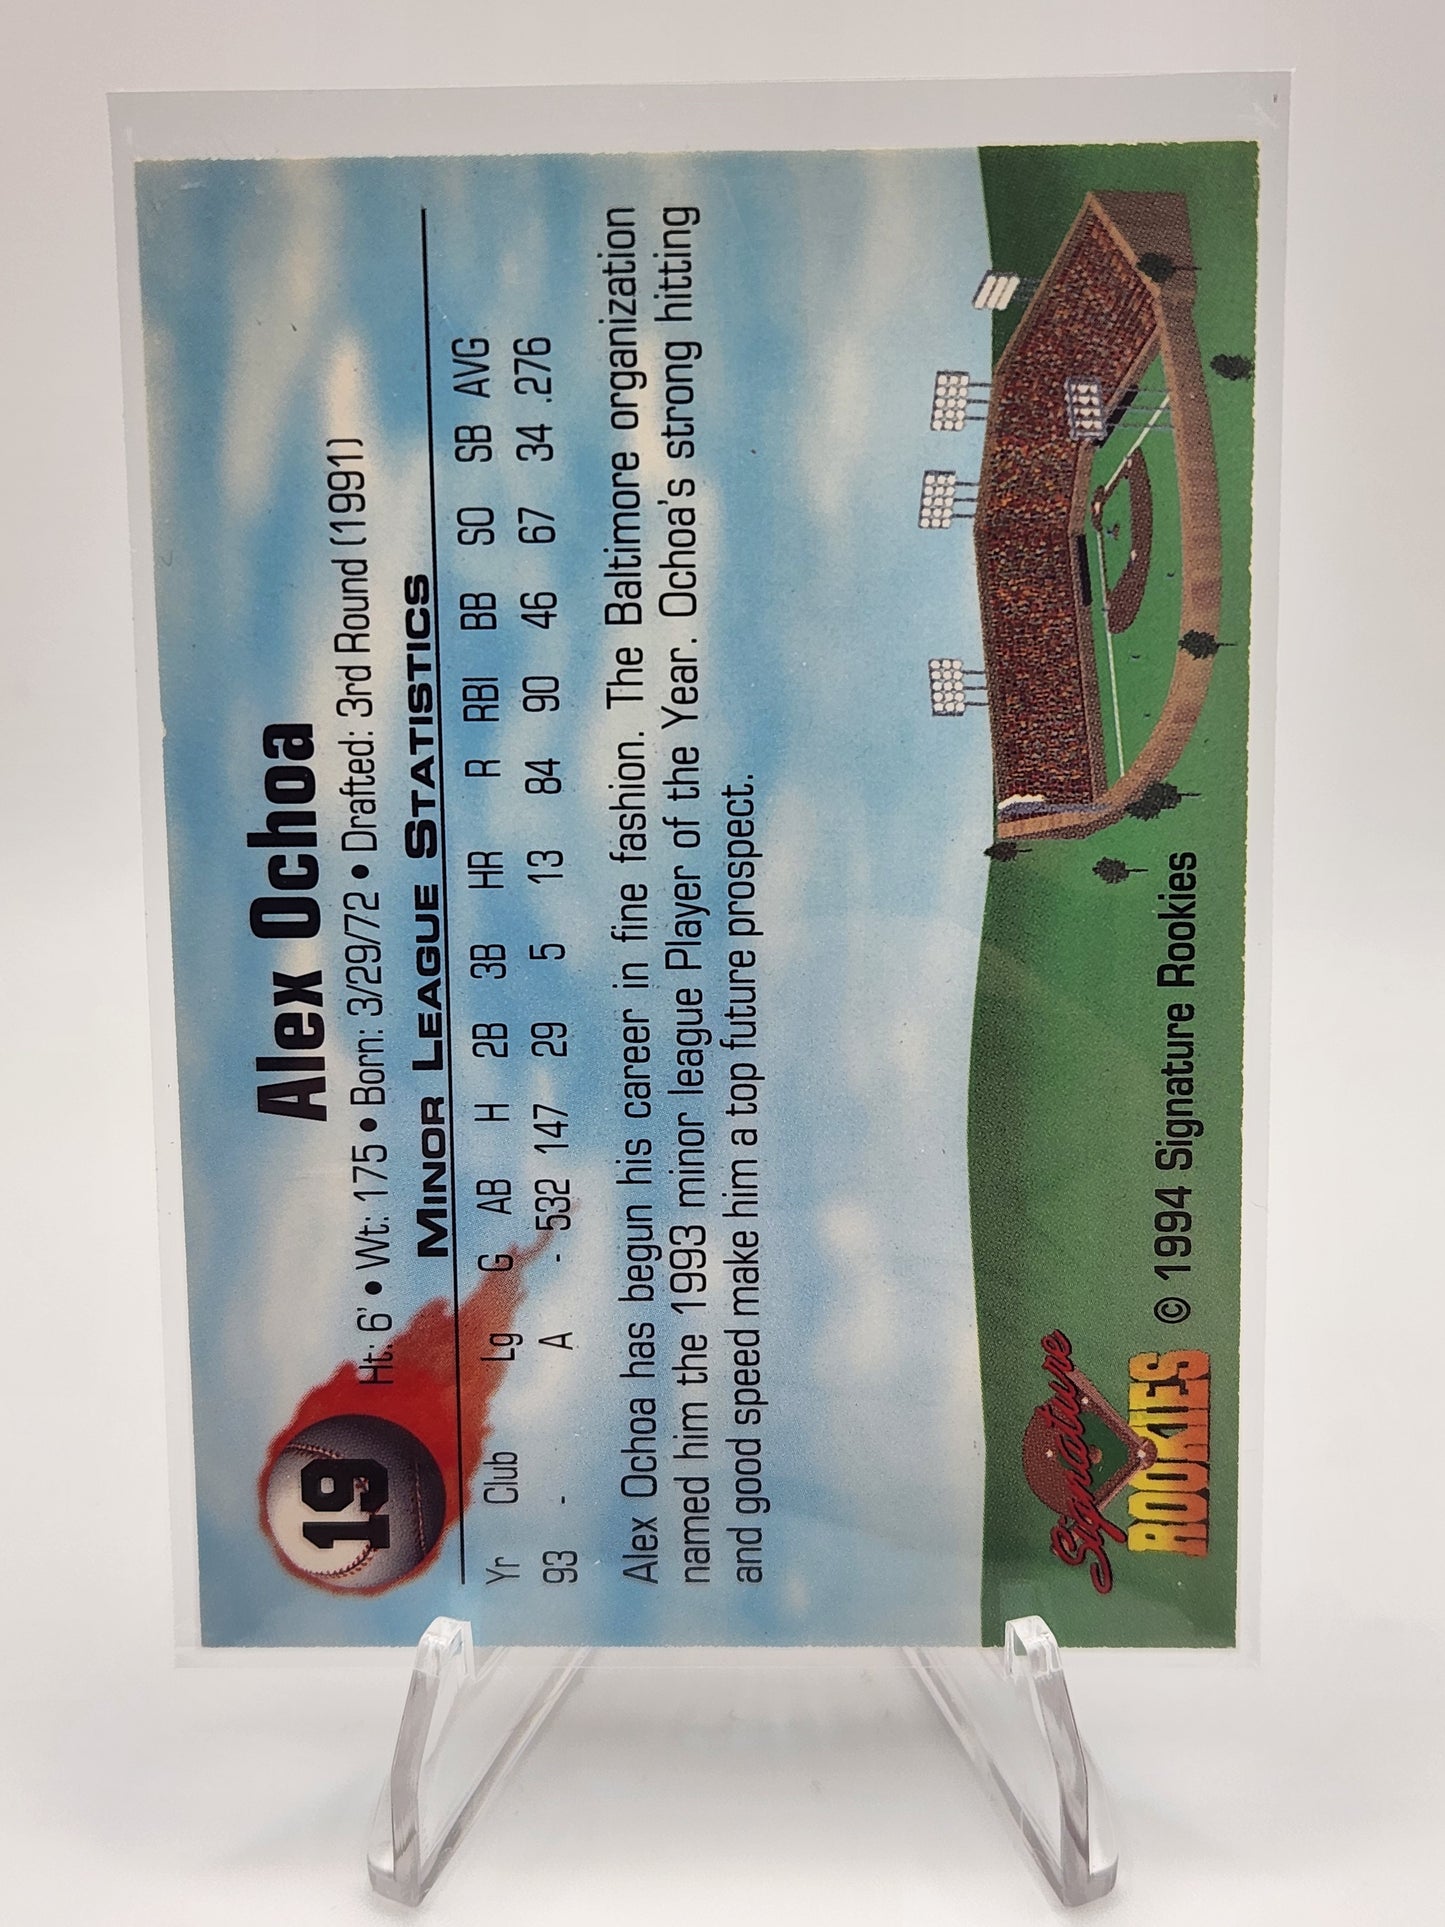 19
Alex Ochoa
Ht: 6' • Wt: 175 • Born: 3/29/72 • Drafted: 3rd Round (1991)
MINOR LEAGUE STATISTICS
Yr Club Lg G AB H 2B 3B HR R RBI BB SO SB AVG
93 - A - 532 147 29 5 13 84 90 46 67 34 .276
Alex Ochoa has begun his career in fine fashion. The Baltimore organization
named him the 1993 minor league Player of the Year. Ochoa's strong hitting
and good speed make him a top future prospect.
Signature
ROOKIES
© 1994 Signature Rookies